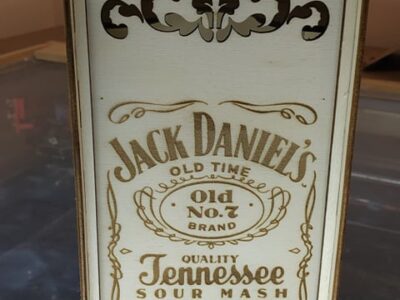 JACK DANIEL'S
OLD TIME
Old
No.7
BRAND
QUALITY
Tennessee
SOUR MASH